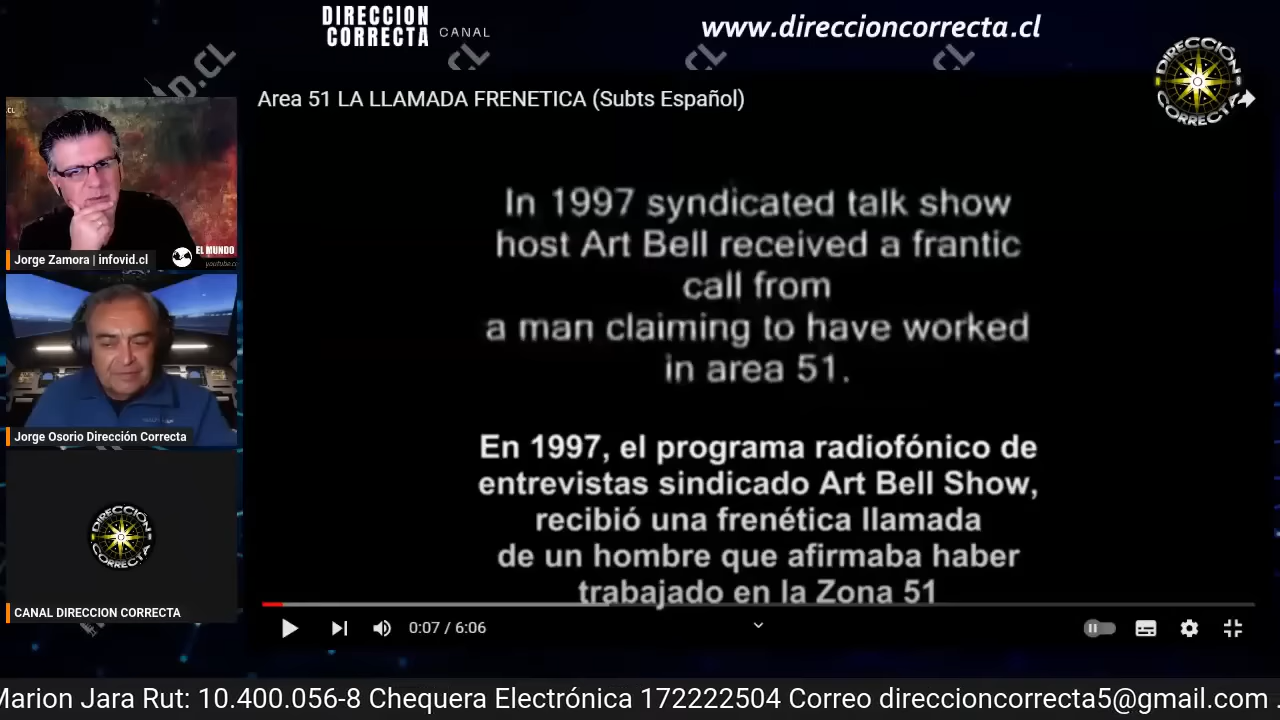 DIRECCION
CORRECTA CANAL
www.direccioncorrecta.cl
DIRECCIÓN
CORRECTA
Area 51 LA LLAMADA FRENETICA (Subts Español)
In 1997 syndicated talk show
host Art Bell received a frantic
call from
a man claiming to have worked
in area 51.
En 1997, el programa radiofónico de
entrevistas sindicado Art Bell Show,
recibió una frenética llamada
de un hombre que afirmaba haber
trabajado en la Zona 51
EL MUNDO
Jorge Zamora | infovid.cl
Jorge Osorio Dirección Correcta
DIRECCIÓN
CORRECTA
CANAL DIRECCION CORRECTA
0:07 / 6:06
Marion Jara Rut: 10.400.056-8 Chequera Electrónica 172222504 Correo direccioncorrecta5@gmail.com